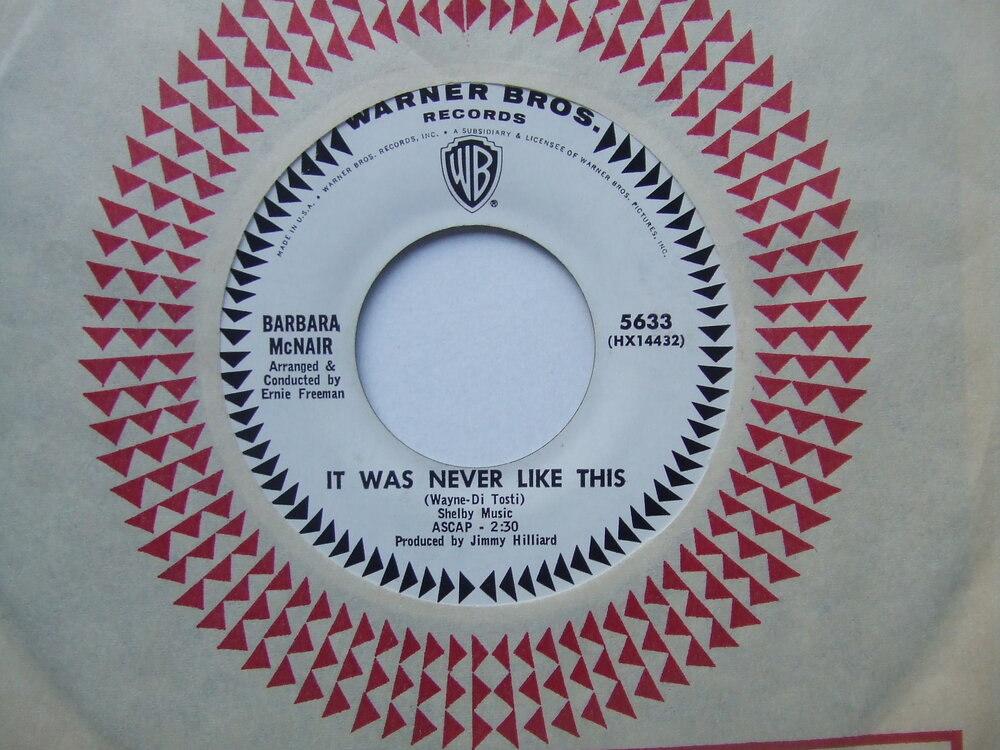 WARNER BROS.
RECORDS
MADE IN U.S.A. • WARNER BROS. RECORDS, INC. • A SUBSIDIARY & LICENSEE OF WARNER BROS. PICTURES, INC.
WB
®
BARBARA
McNAIR
Arranged &
Conducted by
Ernie Freeman
5633
(HX14432)
IT WAS NEVER LIKE THIS
(Wayne-Di Tosti)
Shelby Music
ASCAP - 2:30
Produced by Jimmy Hilliard